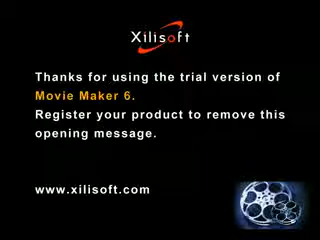 Xilisoft
Thanks for using the trial version of
Movie Maker 6.
Register your product to remove this
opening message.
www.xilisoft.com